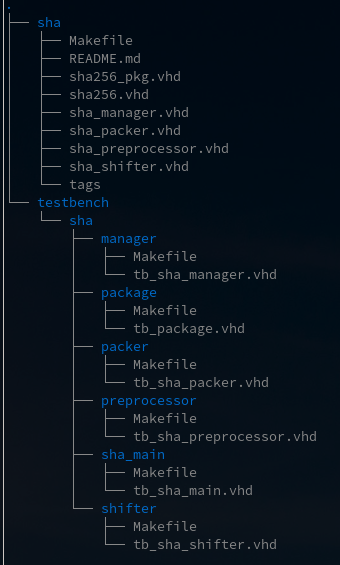 .
├── sha
│   ├── Makefile
│   ├── README.md
│   ├── sha256_pkg.vhd
│   ├── sha256.vhd
│   ├── sha_manager.vhd
│   ├── sha_packer.vhd
│   ├── sha_preprocessor.vhd
│   ├── sha_shifter.vhd
│   └── tags
└── testbench
    └── sha
        ├── manager
        │   ├── Makefile
        │   └── tb_sha_manager.vhd
        ├── package
        │   ├── Makefile
        │   └── tb_package.vhd
        ├── packer
        │   ├── Makefile
        │   └── tb_sha_packer.vhd
        ├── preprocessor
        │   ├── Makefile
        │   └── tb_sha_preprocessor.vhd
        ├── sha_main
        │   ├── Makefile
        │   └── tb_sha_main.vhd
        └── shifter
            ├── Makefile
            └── tb_sha_shifter.vhd